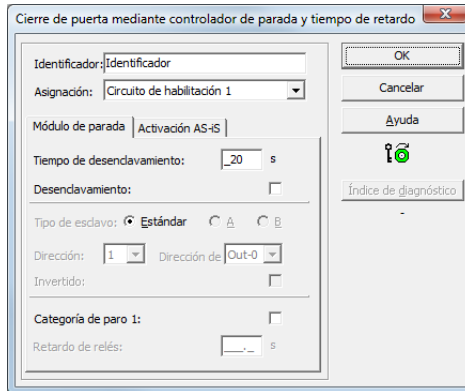 Cierre de puerta mediante controlador de parada y tiempo de retardo
Identificador: Identificador
Asignación: Circuito de habilitación 1
Módulo de parada Activación AS-iS
Tiempo de desenclavamiento: _20 s
Desenclavamiento:
Tipo de esclavo: Estándar A B
Dirección: 1 Dirección de Out-0
Invertido:
Categoría de paro 1:
Retardo de relés: ___._ s
OK
Cancelar
Ayuda
Índice de diagnóstico
-